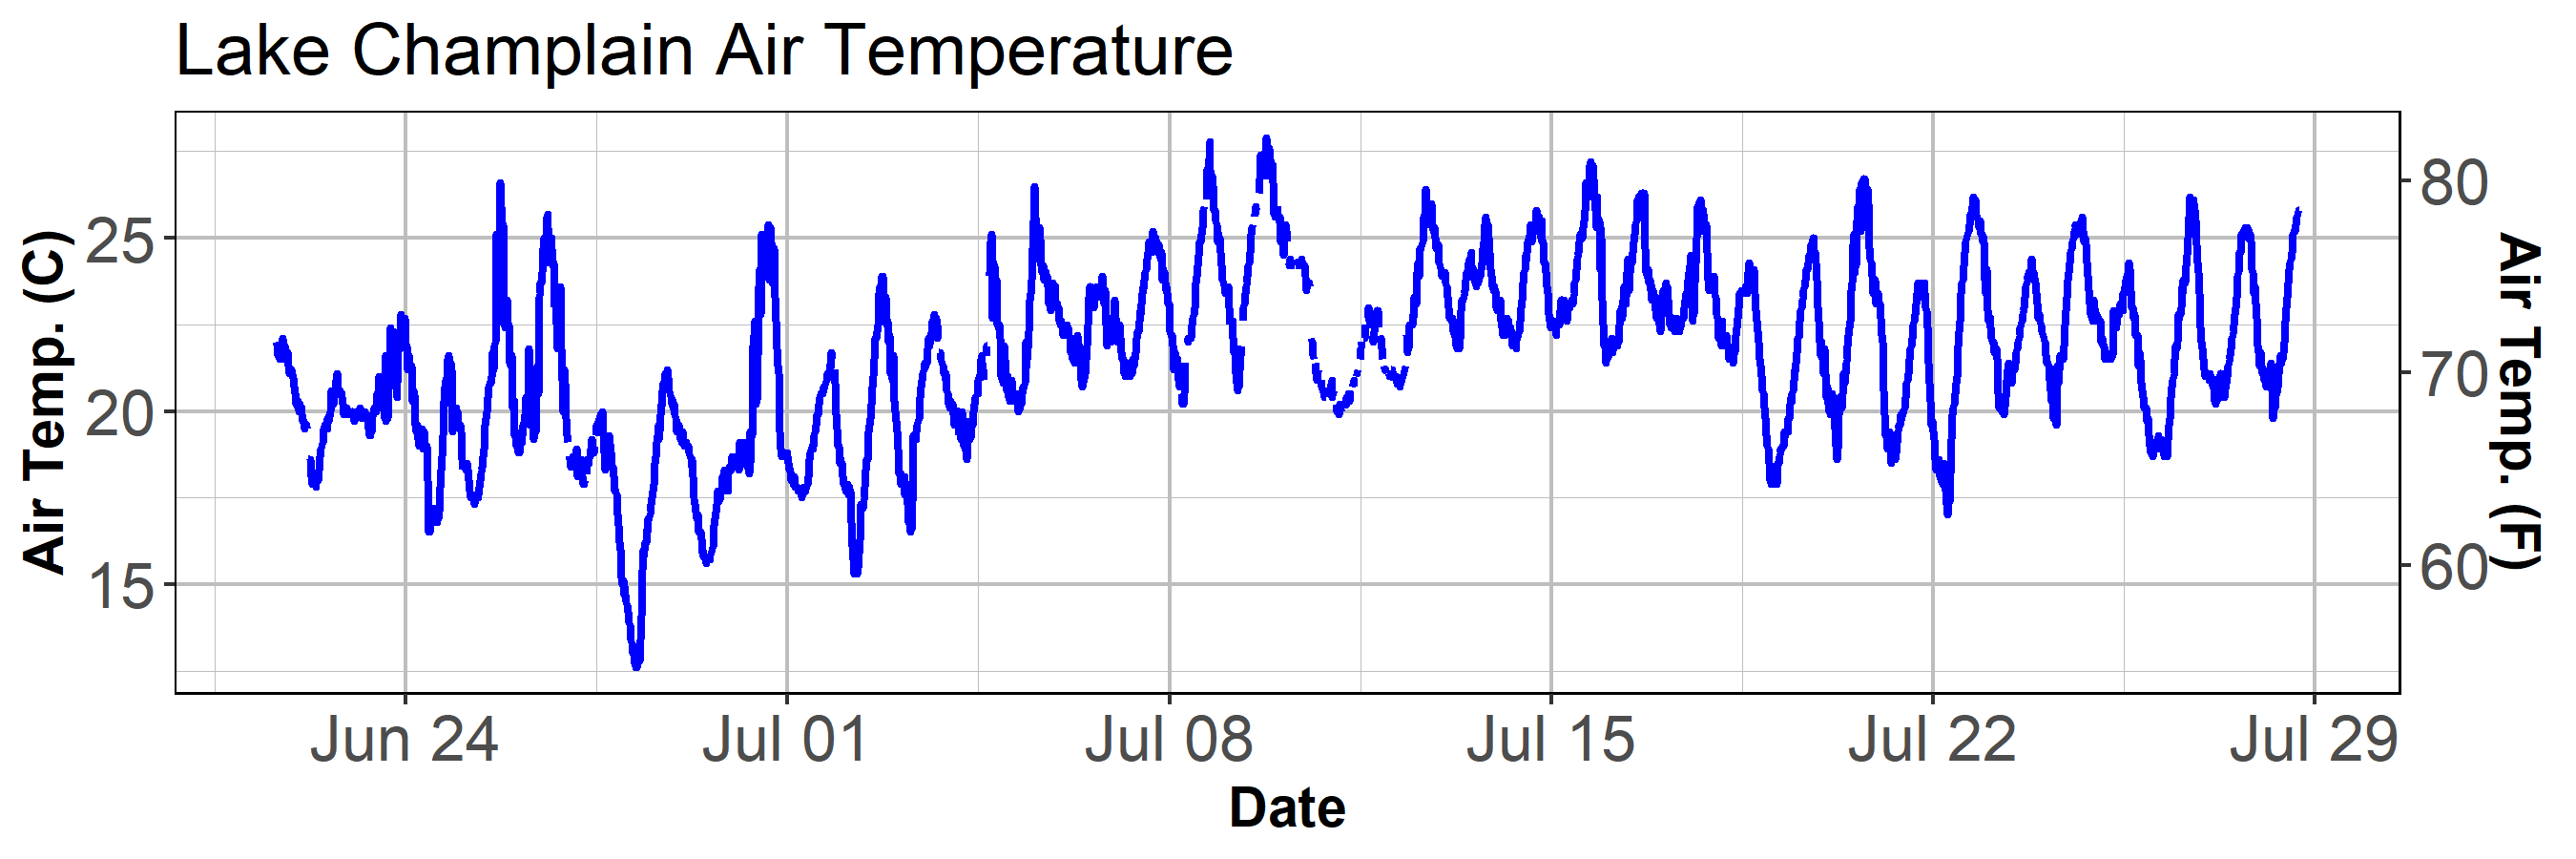 Lake Champlain Air Temperature
Air Temp. (C)
25
20
15
80
70
60
Air Temp. (F)
Jun 24
Jul 01
Jul 08
Jul 15
Jul 22
Jul 29
Date